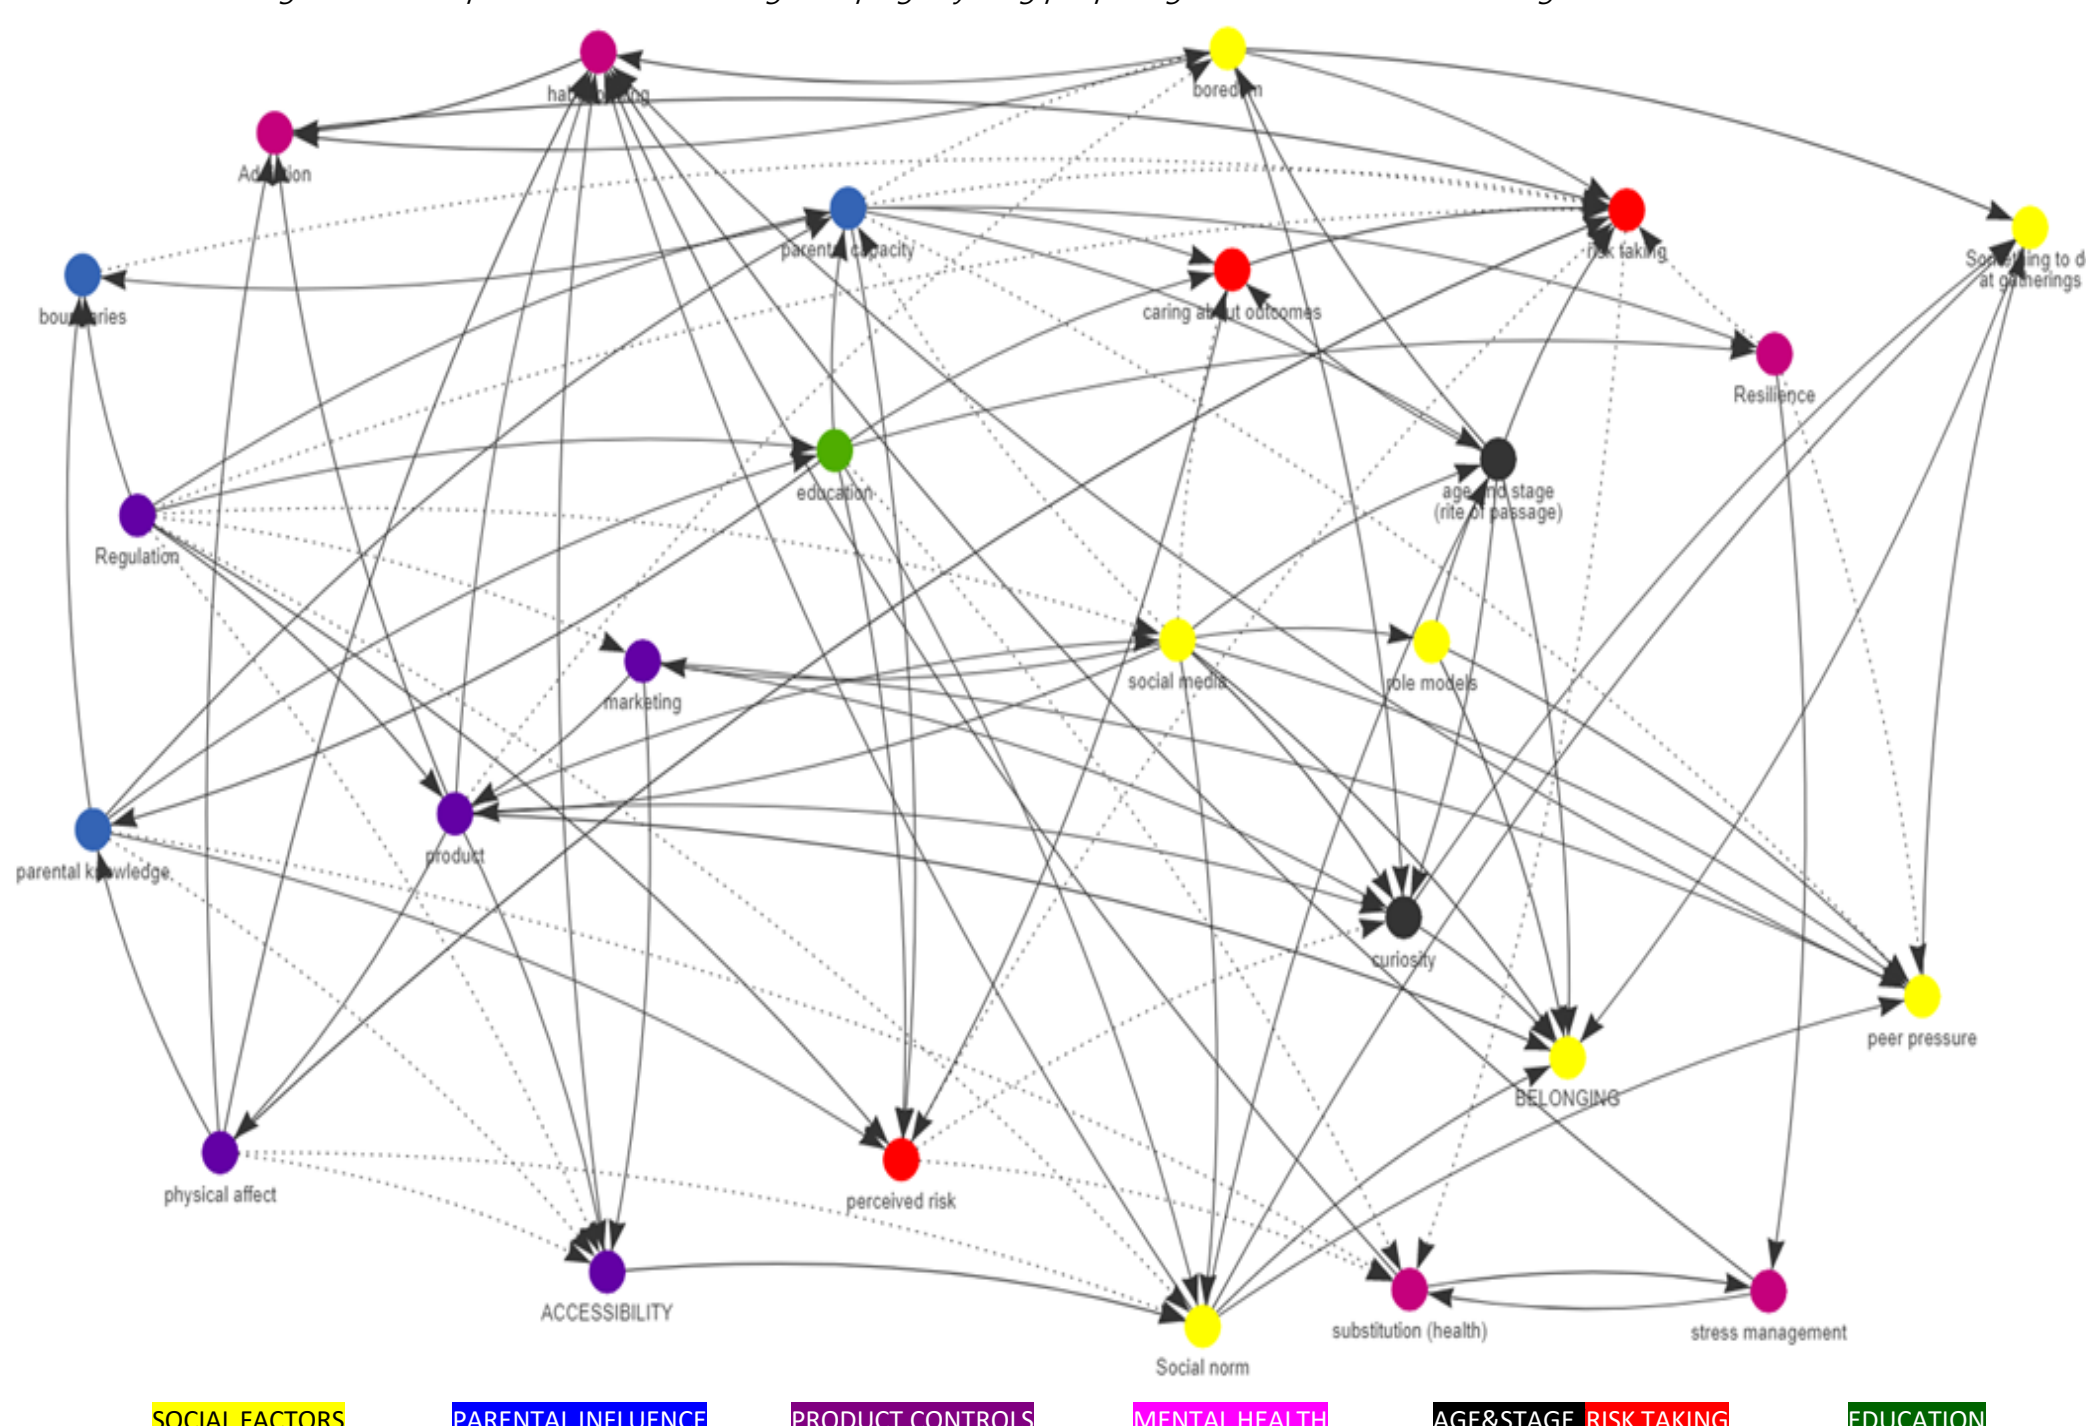 boredom
Addiction
parental capacity
risk taking
Something to d
at gatherings
caring about outcomes
boundaries
Resilience
education
age and stage
(rite of passage)
Regulation
social media
role models
marketing
product
parental knowledge
curiosity
peer pressure
BELONGING
physical affect
perceived risk
ACCESSIBILITY
substitution (health)
stress management
Social norm
SOCIAL FACTORS
PARENTAL INFLUENCE
PRODUCT CONTROLS
MENTAL HEALTH
AGE&STAGE
RISK TAKING
EDUCATION